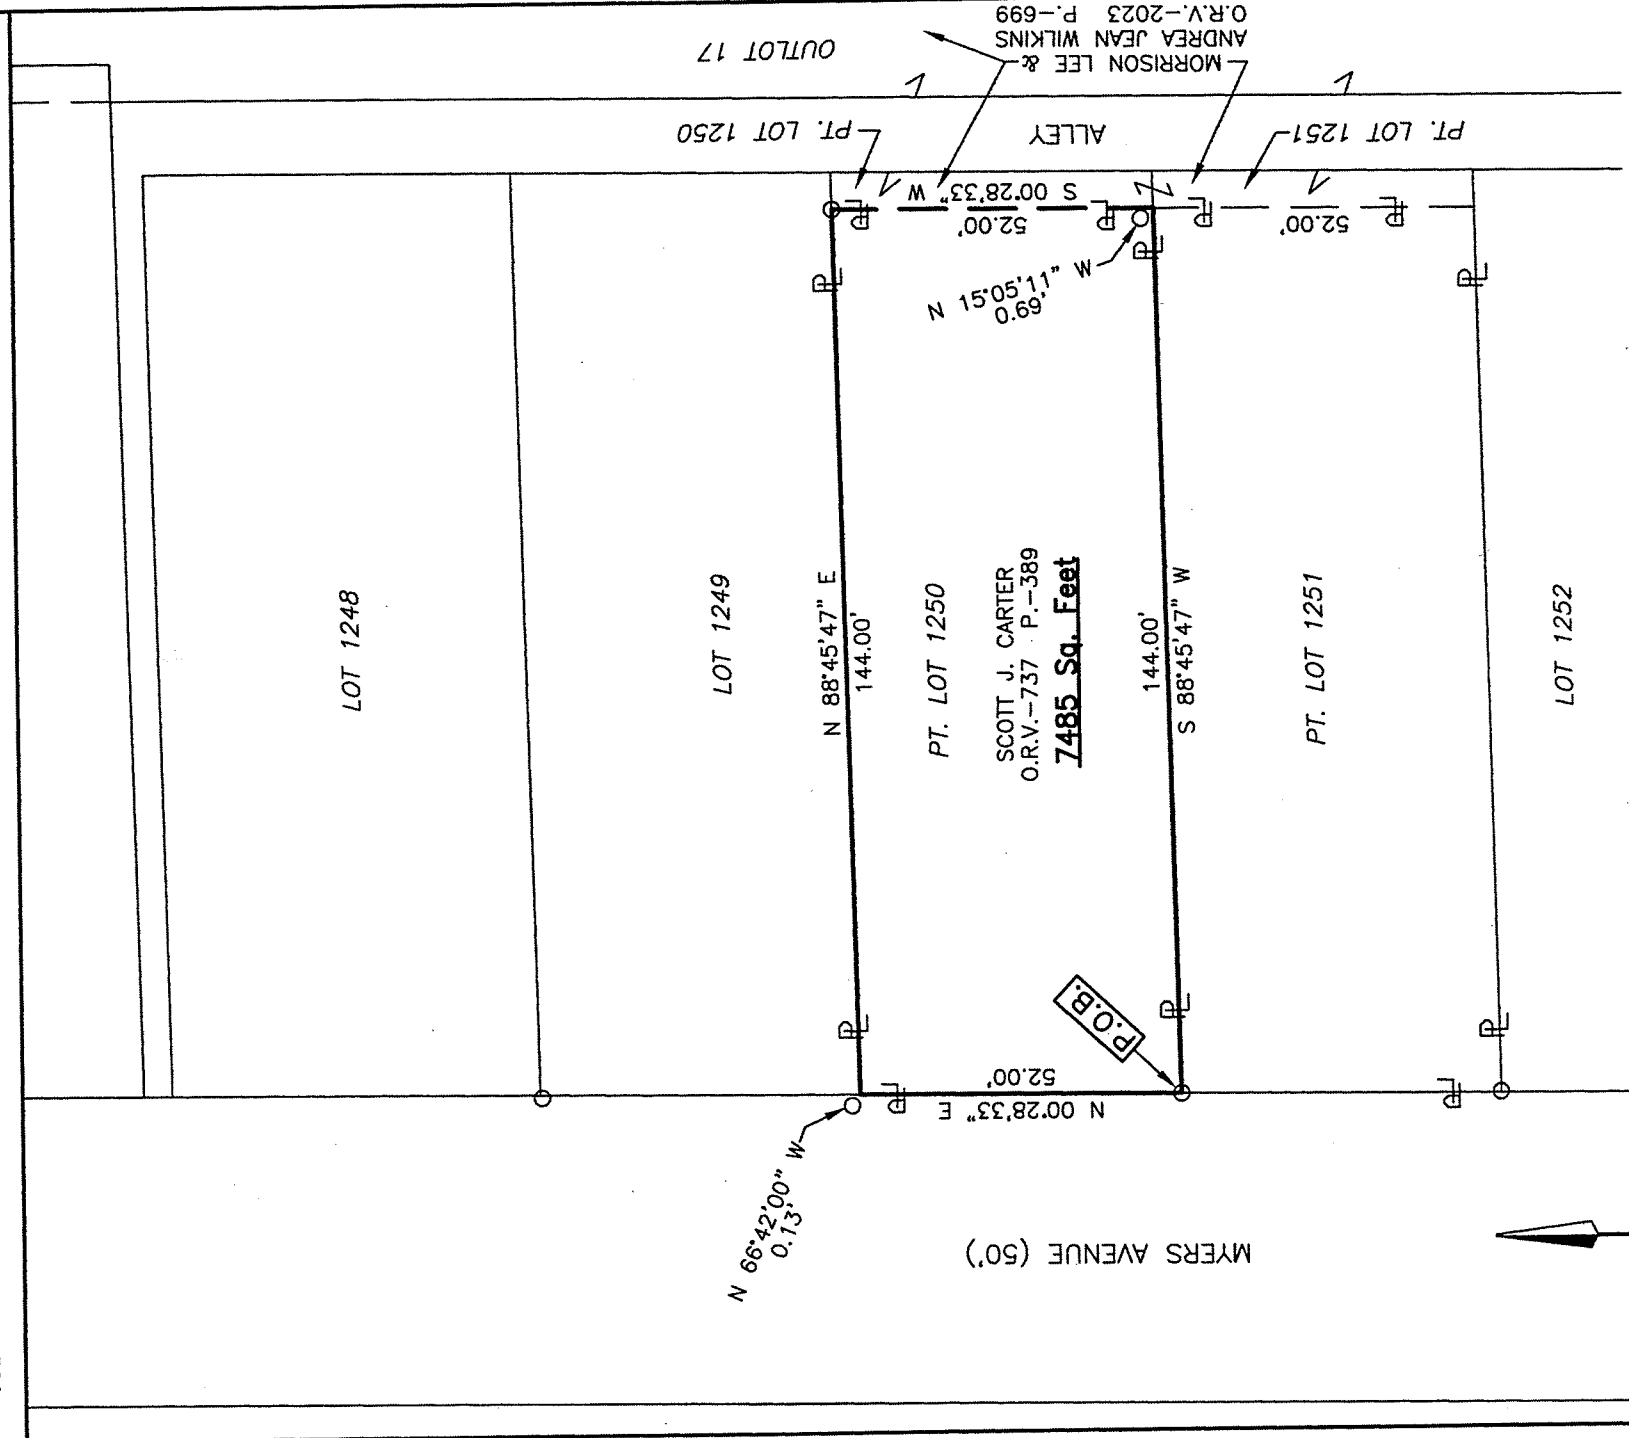 O.R.V.-2023 P.-699
ANDREA JEAN WILKINS
MORRISON LEE &
OUTLOT 17
PT. LOT 1250
ALLEY
PT. LOT 1251
S 00°28'33" W
52.00'
52.00'
N 15°05'11" W
0.69'
LOT 1248
LOT 1249
N 88°45'47" E
144.00'
PT. LOT 1250
SCOTT J. CARTER
O.R.V.-737 P.-389
7485 Sq. Feet
144.00'
S 88°45'47" W
PT. LOT 1251
LOT 1252
P.O.B.
52.00'
N 00°28'33" E
N 66°42'00" W
0.13'
MYERS AVENUE (50')